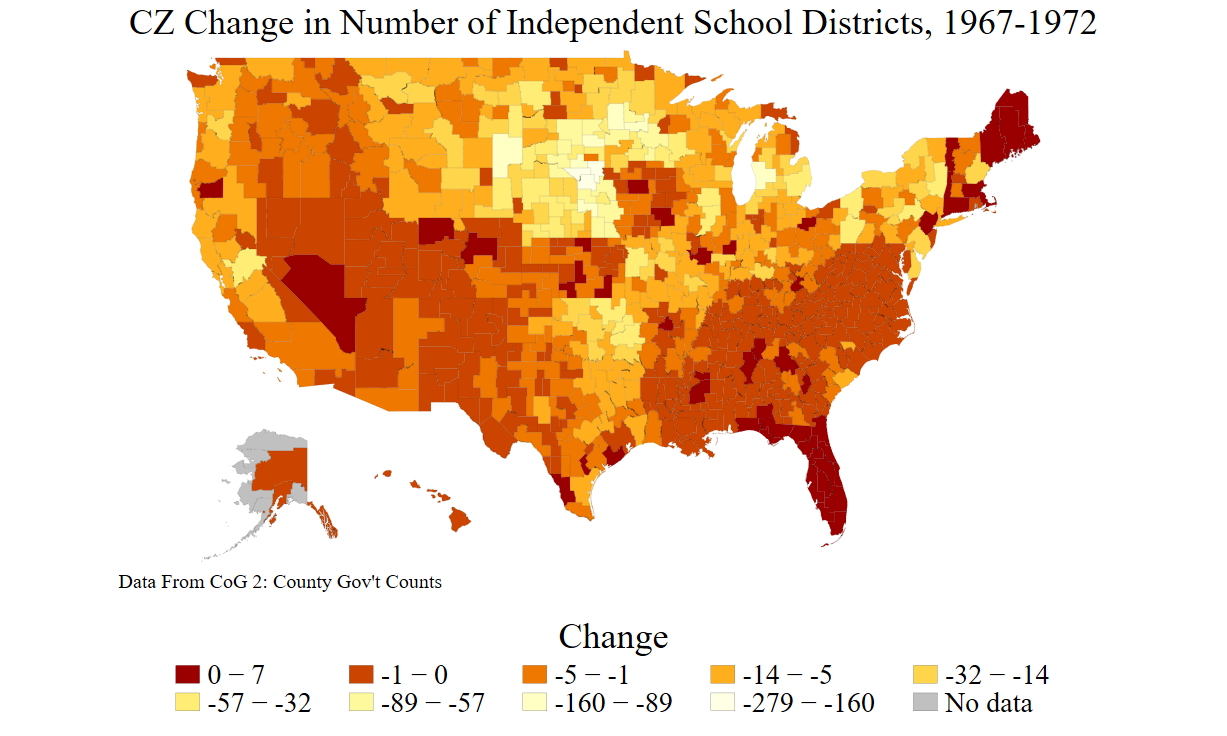 CZ Change in Number of Independent School Districts, 1967-1972
Data From CoG 2: County Gov't Counts
Change
0 − 7 -1 − 0 -5 − -1 -14 − -5 -32 − -14
-57 − -32 -89 − -57 -160 − -89 -279 − -160 No data